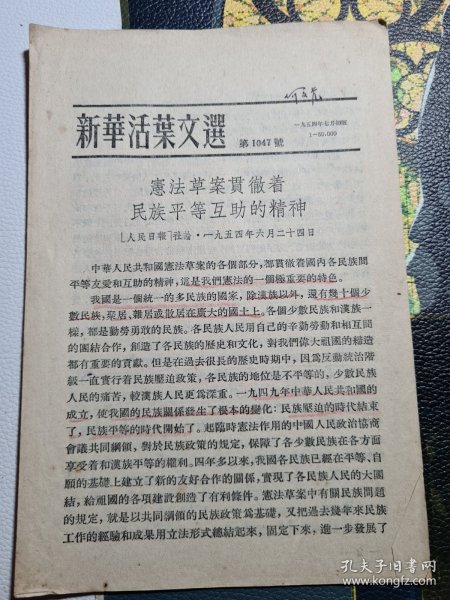 新華活葉文選
第1047號
一九五四年七月初版
1—60,000
憲法草案貫徹着
民族平等互助的精神
「人民日報」社論·一九五四年六月二十四日
中華人民共和國憲法草案的各個部分，都貫徹着國內各民族間
平等友愛和互助的精神，這是我們憲法的一個極重要的特色。
我國是一個統一的多民族的國家，除漢族以外，還有幾十個少
數民族，聚居、雜居或散居在廣大的國土上。各個少數民族和漢族一
樣，都是勤勞勇敢的民族。各民族人民用自己的辛勤勞動和相互間
的團結合作，創造了各民族的歷史和文化，對我們偉大祖國的締造
都有重要的貢獻。但是在過去很長的歷史時期中，因爲反動統治階
級一直實行着民族壓迫政策，各民族的地位是不平等的，少數民族
人民的痛苦，較漢族人民更爲深重。一九四九年中華人民共和國的
成立，使我國的民族關係發生了根本的變化：民族壓迫的時代結束
了，民族平等的時代開始了。起臨時憲法作用的中國人民政治協商
會議共同綱領，對於民族政策的規定，保障了各少數民族在各方面
享受着和漢族平等的權利。四年多以來，我國各民族已經在平等、自
願的基礎上建立了新的友好合作的關係，實現了各民族人民的大團
結，給祖國的各項建設創造了有利條件。憲法草案中有關民族問題
的規定，就是以共同綱領的民族政策爲基礎，又把過去幾年來民族
工作的經驗和成果用立法形式總結起來，固定下來，進一步發展了
孔夫子旧书网